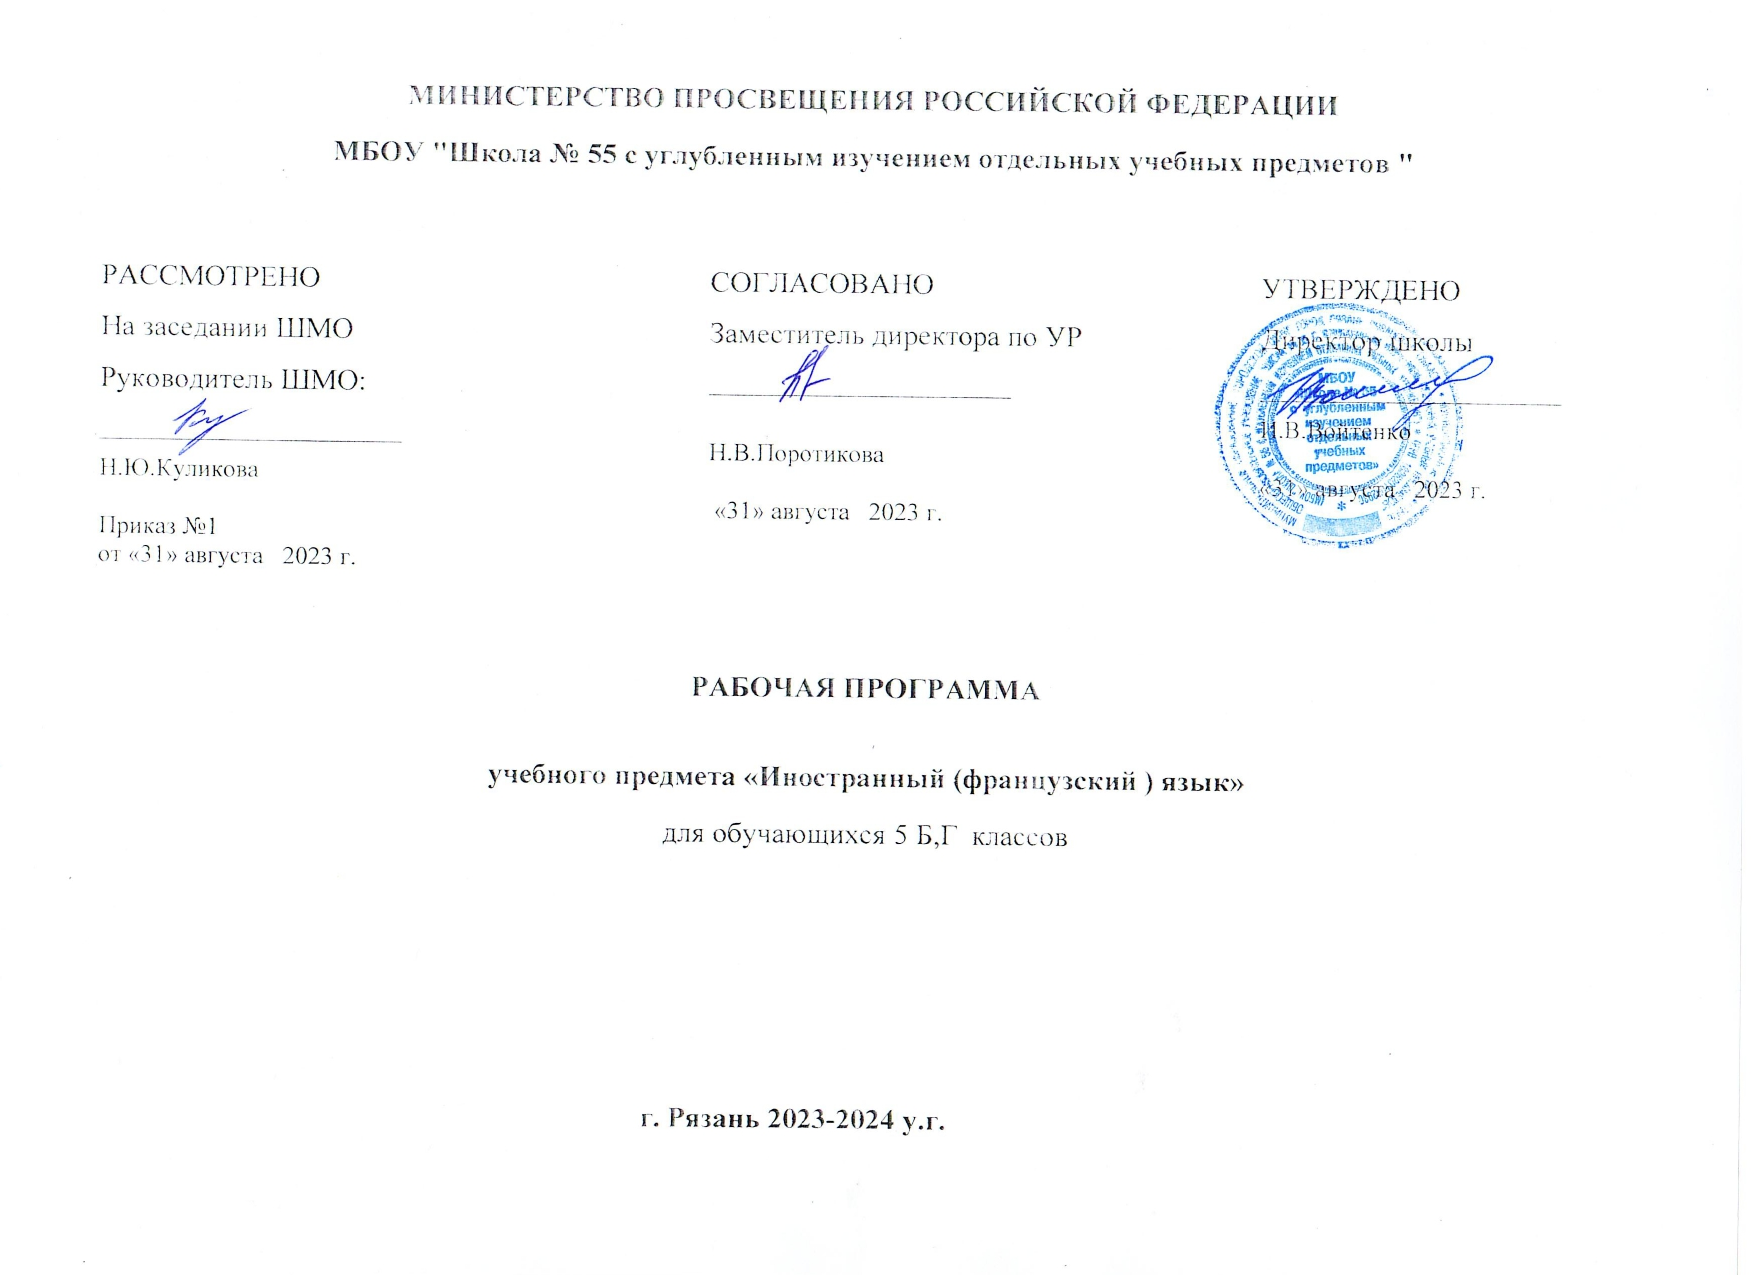 МИНИСТЕРСТВО ПРОСВЕЩЕНИЯ РОССИЙСКОЙ ФЕДЕРАЦИИ
МБОУ "Школа № 55 с углубленным изучением отдельных учебных предметов "
РАССМОТРЕНО
На заседании ШМО
Руководитель ШМО:
Н.Ю.Куликова
Приказ №1
от «31» августа 2023 г.
СОГЛАСОВАНО
Заместитель директора по УР
Н.В.Поротикова
«31» августа 2023 г.
УТВЕРЖДЕНО
Директор школы
И.В.Войтенко
«31» августа 2023 г.
МБОУ
углубленным
изучением
отдельных
учебных
предметов»
РАБОЧАЯ ПРОГРАММА
учебного предмета «Иностранный (французский ) язык»
для обучающихся 5 Б,Г классов
г. Рязань 2023-2024 у.г.